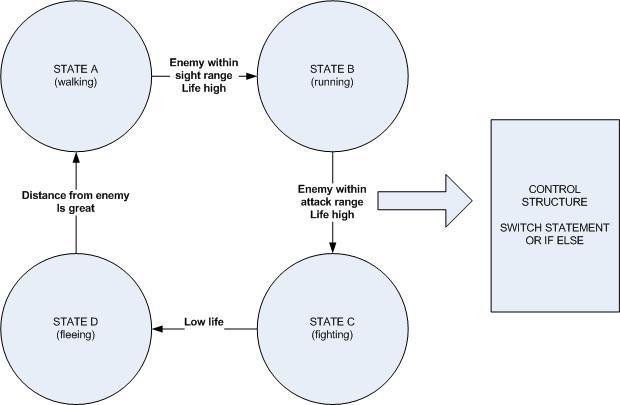 STATE A
(walking)
Enemy within
sight range
Life high
STATE B
(running)
Distance from enemy
Is great
Enemy within
attack range
Life high
CONTROL
STRUCTURE
SWITCH STATEMENT
OR IF ELSE
STATE D
(fleeing)
Low life
STATE C
(fighting)